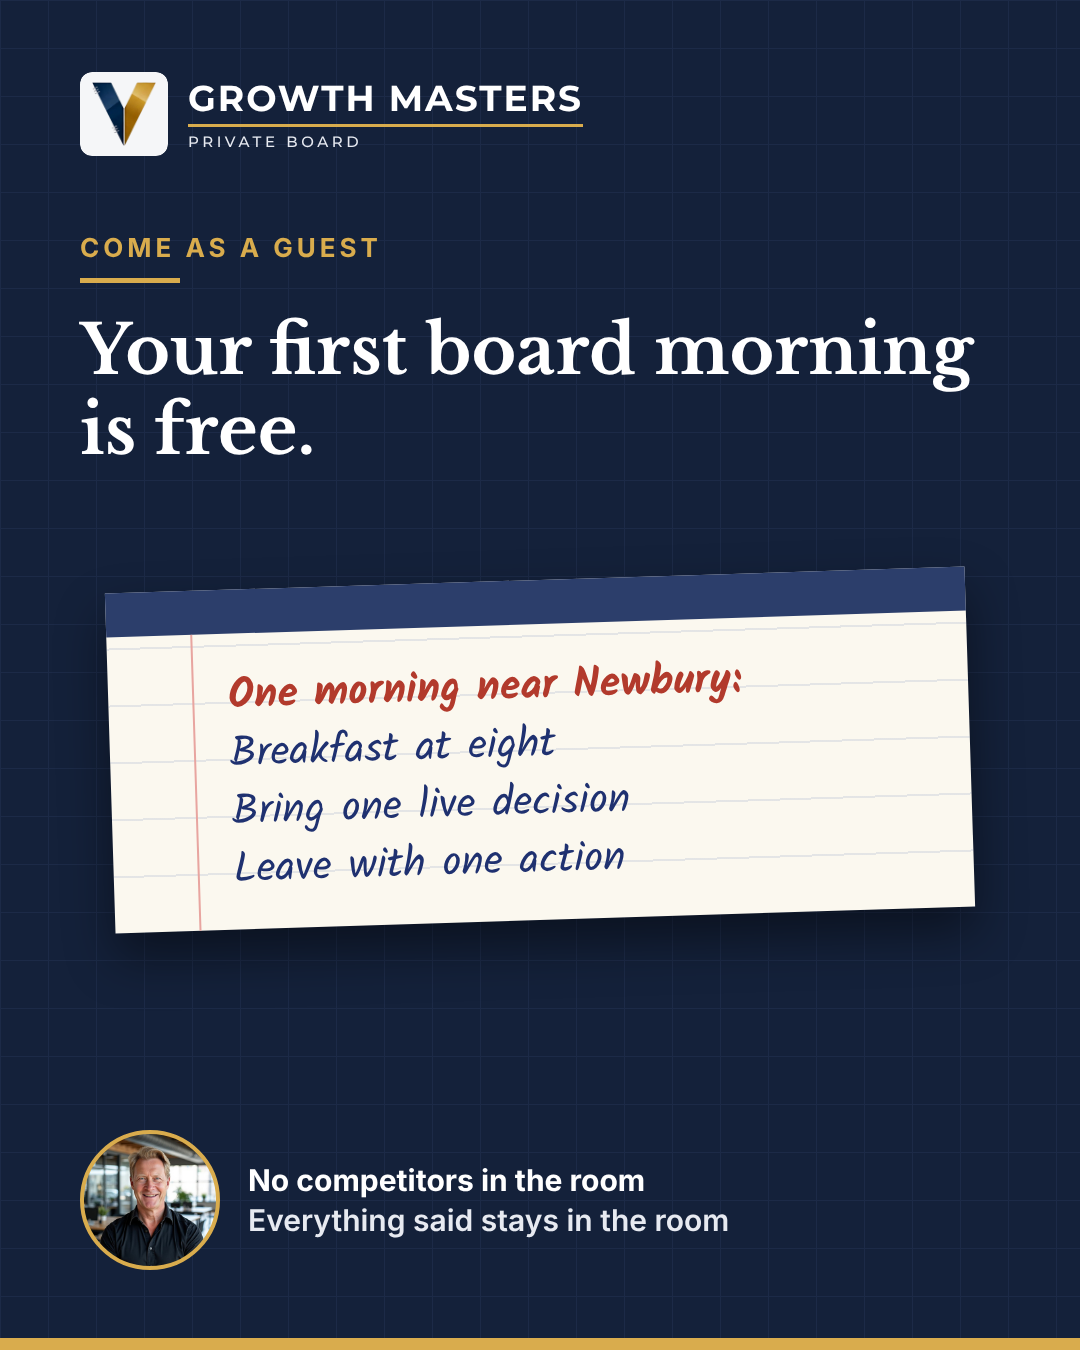 GROWTH MASTERS
PRIVATE BOARD
COME AS A GUEST
Your first board morning
is free.
One morning near Newbury:
Breakfast at eight
Bring one live decision
Leave with one action
No competitors in the room
Everything said stays in the room